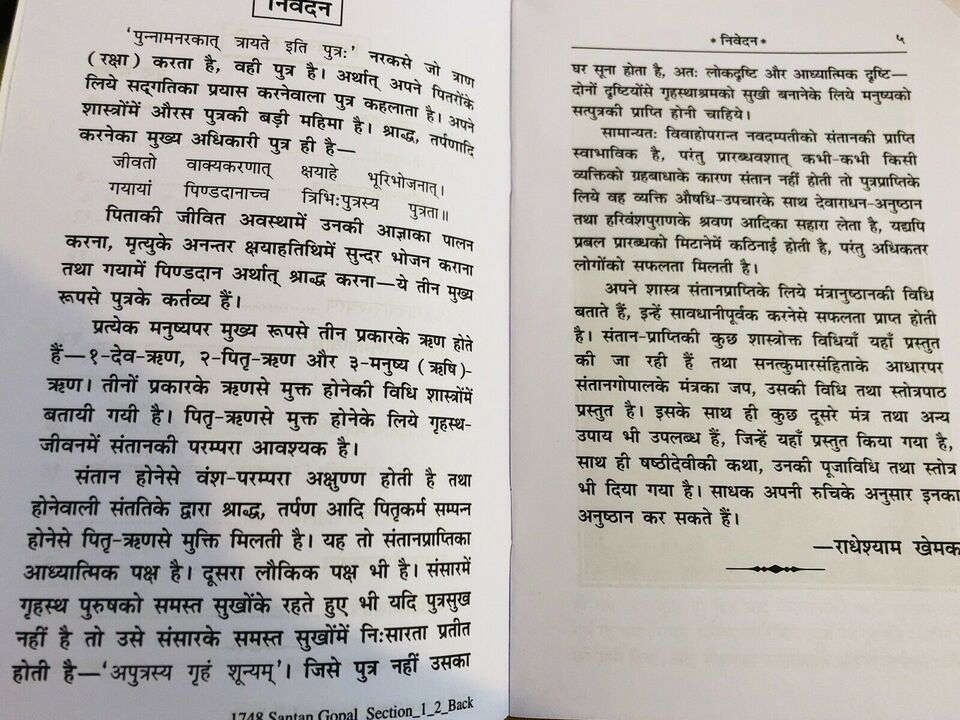 निवेदन
'पुन्नामनरकात् त्रायते इति पुत्रः' नरकसे जो त्राण
(रक्षा) करता है, वही पुत्र है। अर्थात् अपने पितरोंके
लिये सद्‌गतिका प्रयास करनेवाला पुत्र कहलाता है। अपने
शास्त्रोंमें औरस पुत्रकी बड़ी महिमा है। श्राद्ध, तर्पणादि
करनेका मुख्य अधिकारी पुत्र ही है—
जीवतो वाक्यकरणात् क्षयाहे भूरिभोजनात्।
गयायां पिण्डदानाच्च त्रिभिःपुत्रस्य पुत्रता॥
पिताकी जीवित अवस्थामें उनकी आज्ञाका पालन
करना, मृत्युके अनन्तर क्षयाहतिथिमें सुन्दर भोजन कराना
तथा गयामें पिण्डदान अर्थात् श्राद्ध करना—ये तीन मुख्य
रूपसे पुत्रके कर्तव्य हैं।
प्रत्येक मनुष्यपर मुख्य रूपसे तीन प्रकारके ऋण होते
हैं—१-देव-ऋण, २-पितृ-ऋण और ३-मनुष्य (ऋषि)-
ऋण। तीनों प्रकारके ऋणसे मुक्त होनेकी विधि शास्त्रोंमें
बतायी गयी है। पितृ-ऋणसे मुक्त होनेके लिये गृहस्थ-
जीवनमें संतानकी परम्परा आवश्यक है।
संतान होनेसे वंश-परम्परा अक्षुण्ण होती है तथा
होनेवाली संततिके द्वारा श्राद्ध, तर्पण आदि पितृकर्म सम्पन
होनेसे पितृ-ऋणसे मुक्ति मिलती है। यह तो संतानप्राप्तिका
आध्यात्मिक पक्ष है। दूसरा लौकिक पक्ष भी है। संसारमें
गृहस्थ पुरुषको समस्त सुखोंके रहते हुए भी यदि पुत्रसुख
नहीं है तो उसे संसारके समस्त सुखोंमें निःसारता प्रतीत
होती है—'अपुत्रस्य गृहं शून्यम्'। जिसे पुत्र नहीं उसका
1748 Santan Gopal_Section_1_2_Back
* निवेदन * ५
घर सूना होता है, अतः लोकदृष्टि और आध्यात्मिक दृष्टि—
दोनों दृष्टियोंसे गृहस्थाश्रमको सुखी बनानेके लिये मनुष्यको
सत्पुत्रकी प्राप्ति होनी चाहिये।
सामान्यतः विवाहोपरान्त नवदम्पतीको संतानकी प्राप्ति
स्वाभाविक है, परंतु प्रारब्धवशात् कभी-कभी किसी
व्यक्तिको ग्रहबाधाके कारण संतान नहीं होती तो पुत्रप्राप्तिके
लिये वह व्यक्ति औषधि-उपचारके साथ देवाराधन-अनुष्ठान
तथा हरिवंशपुराणके श्रवण आदिका सहारा लेता है, यद्यपि
प्रबल प्रारब्धको मिटानेमें कठिनाई होती है, परंतु अधिकतर
लोगोंको सफलता मिलती है।
अपने शास्त्र संतानप्राप्तिके लिये मंत्रानुष्ठानकी विधि
बताते हैं, इन्हें सावधानीपूर्वक करनेसे सफलता प्राप्त होती
है। संतान-प्राप्तिकी कुछ शास्त्रोक्त विधियाँ यहाँ प्रस्तुत
की जा रही हैं तथा सनत्कुमारसंहिताके आधारपर
संतानगोपालके मंत्रका जप, उसकी विधि तथा स्तोत्रपाठ
प्रस्तुत है। इसके साथ ही कुछ दूसरे मंत्र तथा अन्य
उपाय भी उपलब्ध हैं, जिन्हें यहाँ प्रस्तुत किया गया है,
साथ ही षष्ठीदेवीकी कथा, उनकी पूजाविधि तथा स्तोत्र
भी दिया गया है। साधक अपनी रुचिके अनुसार इनका
अनुष्ठान कर सकते हैं।
—राधेश्याम खेमक